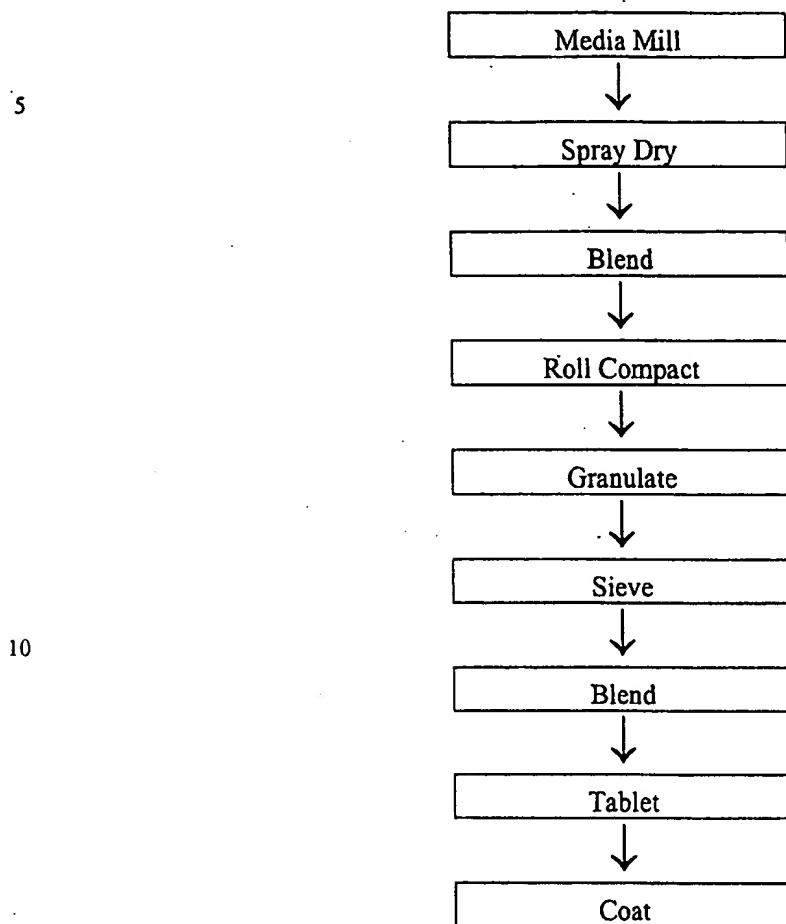 Media Mill
5
Spray Dry
Blend
Roll Compact
Granulate
Sieve
10
Blend
Tablet
Coat